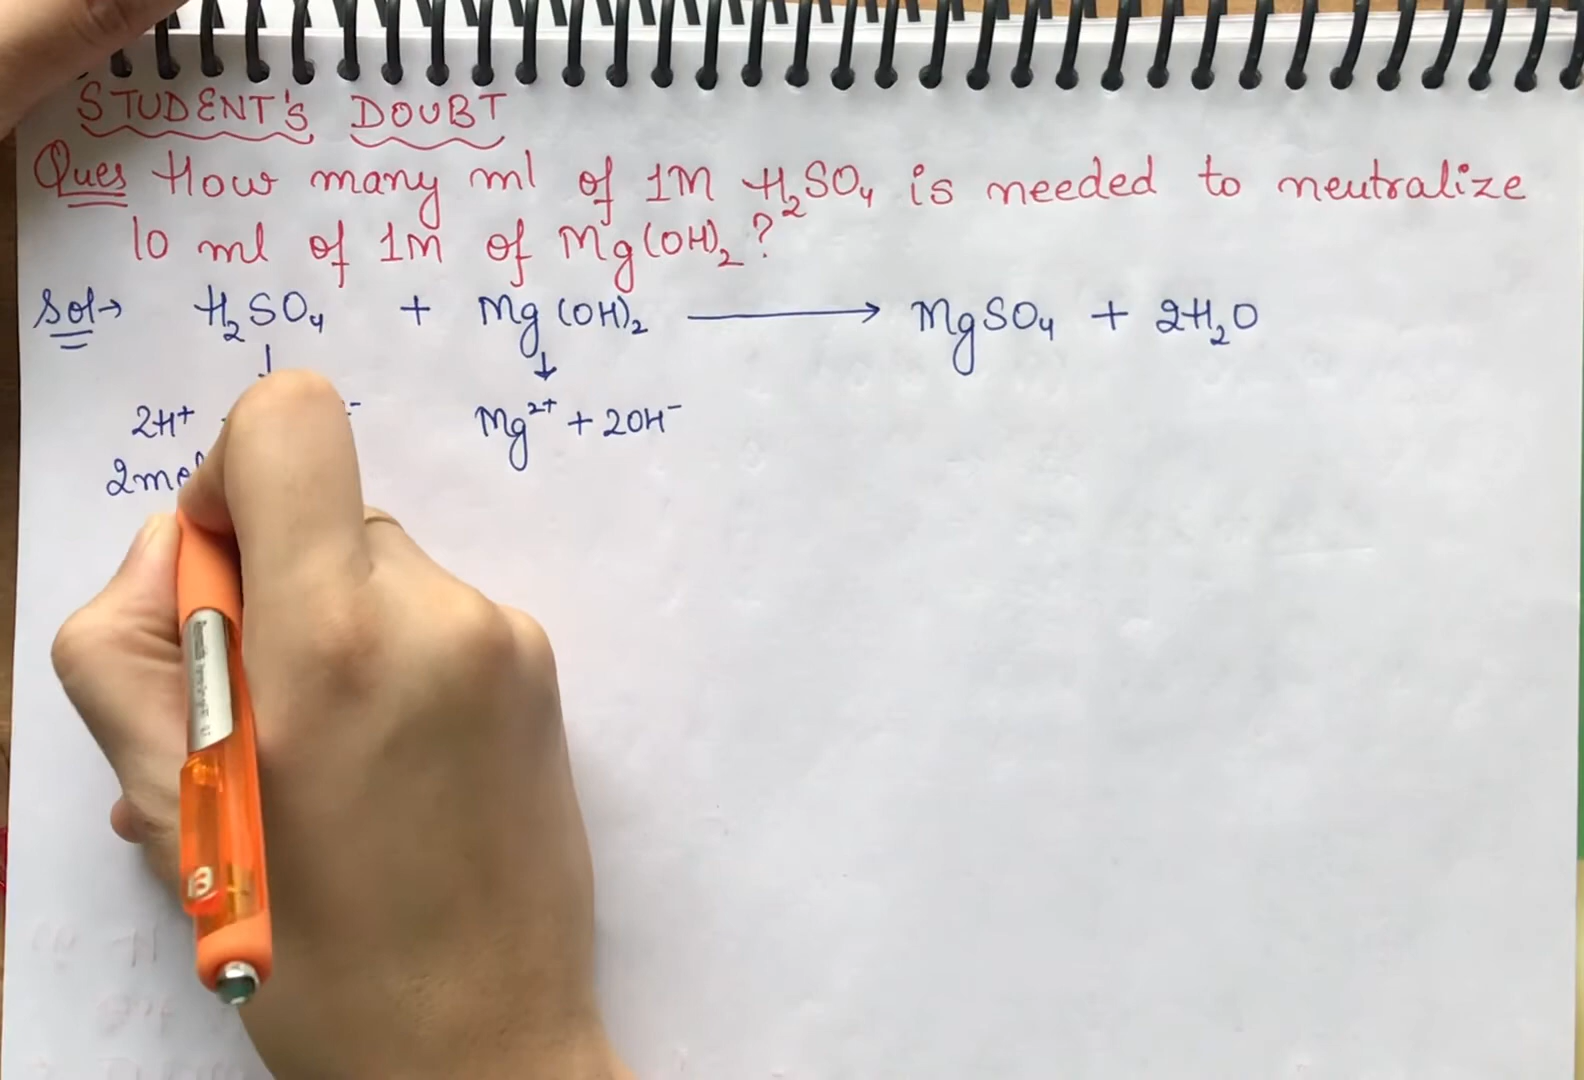 STUDENT'S DOUBT
Ques How many ml of 1M H₂SO₄ is needed to neutralize
10 ml of 1M of Mg(OH)₂?
Sol→ H₂SO₄ + Mg(OH)₂ ⟶ MgSO₄ + 2H₂O
↓ ↓
2H⁺ Mg²⁺ + 2OH⁻